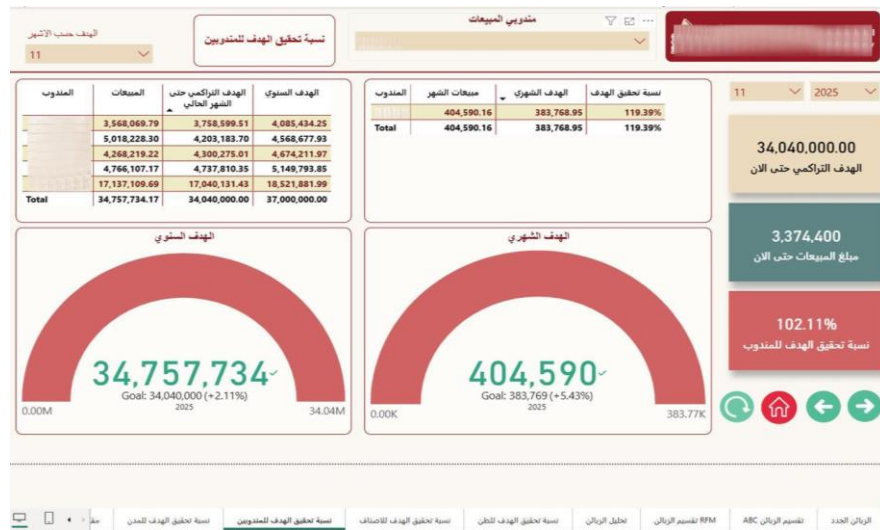 مندوبي المبيعات
نسبة تحقيق الهدف للمندوبين
الهدف حسب الاشهر
11
11
2025
34,040,000.00
الهدف التراكمي حتى الان
3,374,400
مبلغ المبيعات حتى الان
102.11%
نسبة تحقيق الهدف للمندوب
المندوب مبيعات الشهر الهدف الشهري نسبة تحقيق الهدف
404,590.16 383,768.95 119.39%
Total 404,590.16 383,768.95 119.39%
المندوب المبيعات الهدف التراكمي حتى الهدف السنوي
الشهر الحالي
3,568,069.79 3,758,599.51 4,085,434.25
5,018,228.30 4,203,183.70 4,568,677.93
4,268,219.22 4,300,275.01 4,674,211.97
4,766,107.17 4,737,810.35 5,149,793.85
17,137,109.69 17,040,131.43 18,521,881.99
Total 34,757,734.17 34,040,000.00 37,000,000.00
الهدف الشهري
404,590
Goal: 383,769 (+5.43%)
2025
0.00K
383.77K
الهدف السنوي
34,757,734
Goal: 34,040,000 (+2.11%)
2025
0.00M
34.04M
الزبائن الجدد
تقسيم الزبائن ABC
RFM تقسيم الزبائن
تحليل الزبائن
نسبة تحقيق الهدف للطن
نسبة تحقيق الهدف للاصناف
نسبة تحقيق الهدف للمندوبين
نسبة تحقيق الهدف للمدن